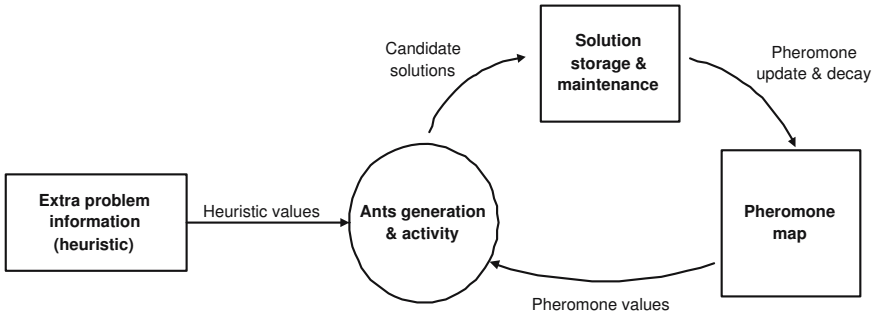 Candidate
solutions
Solution
storage &
maintenance
Pheromone
update & decay
Extra problem
information
(heuristic)
Heuristic values
Ants generation
& activity
Pheromone
map
Pheromone values